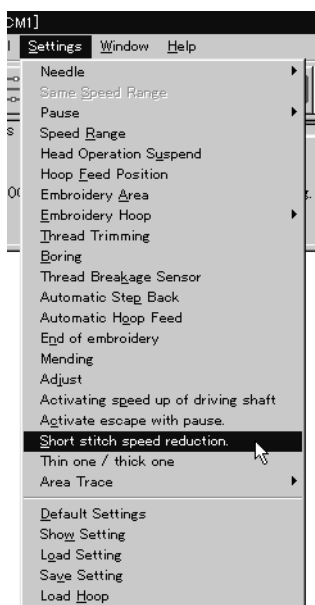 CM1]
Settings Window Help
Needle
Same Speed Range
Pause
Speed Range
Head Operation Suspend
Hoop Feed Position
Embroidery Area
Embroidery Hoop
Thread Trimming
Boring
Thread Breakage Sensor
Automatic Step Back
Automatic Hoop Feed
End of embroidery
Mending
Adjust
Activating speed up of driving shaft
Activate escape with pause.
Short stitch speed reduction.
Thin one / thick one
Area Trace
Default Settings
Show Setting
Load Setting
Save Setting
Load Hoop